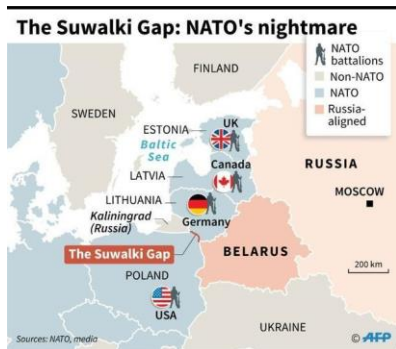 The Suwalki Gap: NATO's nightmare
NATO
battalions
Non-NATO
NATO
Russia-
aligned
FINLAND
SWEDEN
ESTONIA
UK
Baltic
Sea
Canada
LATVIA
RUSSIA
MOSCOW
LITHUANIA
Kaliningrad
(Russia)
Germany
The Suwalki Gap
BELARUS
200 km
POLAND
USA
UKRAINE
Sources: NATO, media
© AFP